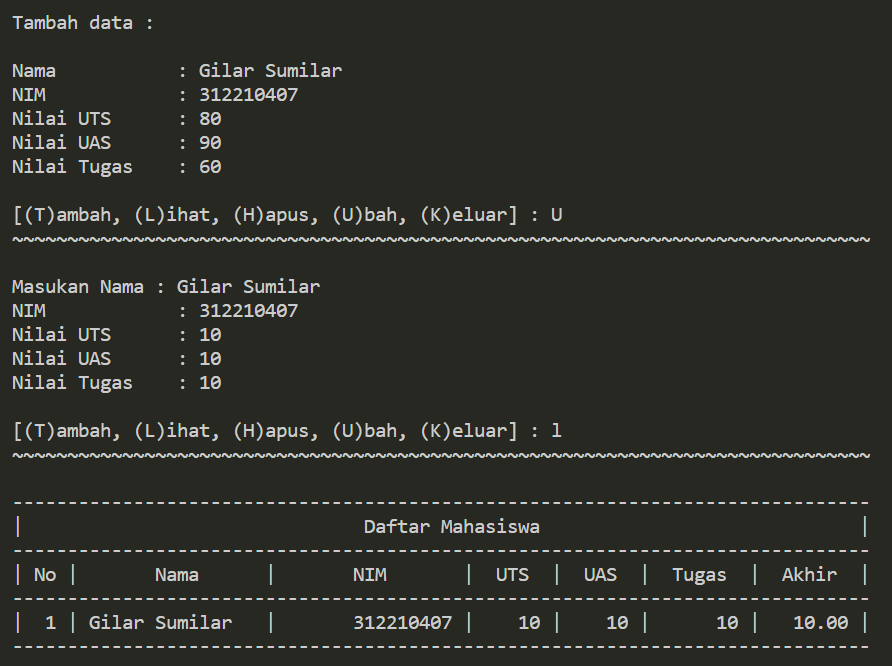 Tambah data :
Nama           : Gilar Sumilar
NIM            : 312210407
Nilai UTS      : 80
Nilai UAS      : 90
Nilai Tugas    : 60
[(T)ambah, (L)ihat, (H)apus, (U)bah, (K)eluar] : U
~~~~~~~~~~~~~~~~~~~~~~~~~~~~~~~~~~~~~~~~~~~~~~~~~~~~~~~~~~~~~~~~~~~~~~~~~~~~~~
Masukan Nama : Gilar Sumilar
NIM            : 312210407
Nilai UTS      : 10
Nilai UAS      : 10
Nilai Tugas    : 10
[(T)ambah, (L)ihat, (H)apus, (U)bah, (K)eluar] : l
~~~~~~~~~~~~~~~~~~~~~~~~~~~~~~~~~~~~~~~~~~~~~~~~~~~~~~~~~~~~~~~~~~~~~~~~~~~~~~
------------------------------------------------------------------------------
|                               Daftar Mahasiswa                             |
------------------------------------------------------------------------------
| No |       Nama      |       NIM       |  UTS  |  UAS  |  Tugas  |  Akhir  |
------------------------------------------------------------------------------
|  1 | Gilar Sumilar   |       312210407 |    10 |    10 |      10 |   10.00 |
------------------------------------------------------------------------------